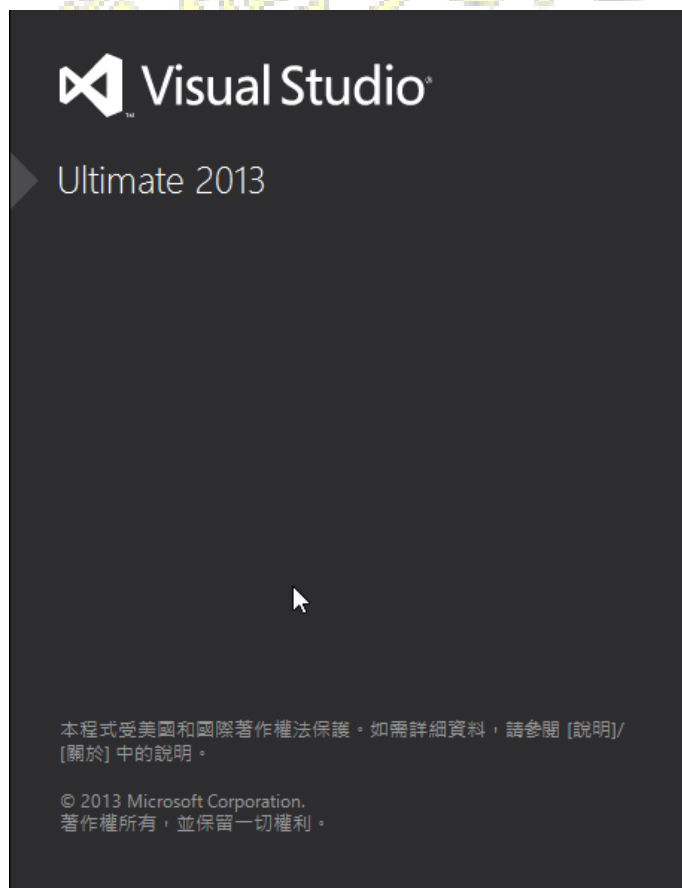 Visual Studio®
Ultimate 2013
本程式受美國和國際著作權法保護。如需詳細資料，請參閱 [說明]/
[關於] 中的說明。
© 2013 Microsoft Corporation.
著作權所有，並保留一切權利。